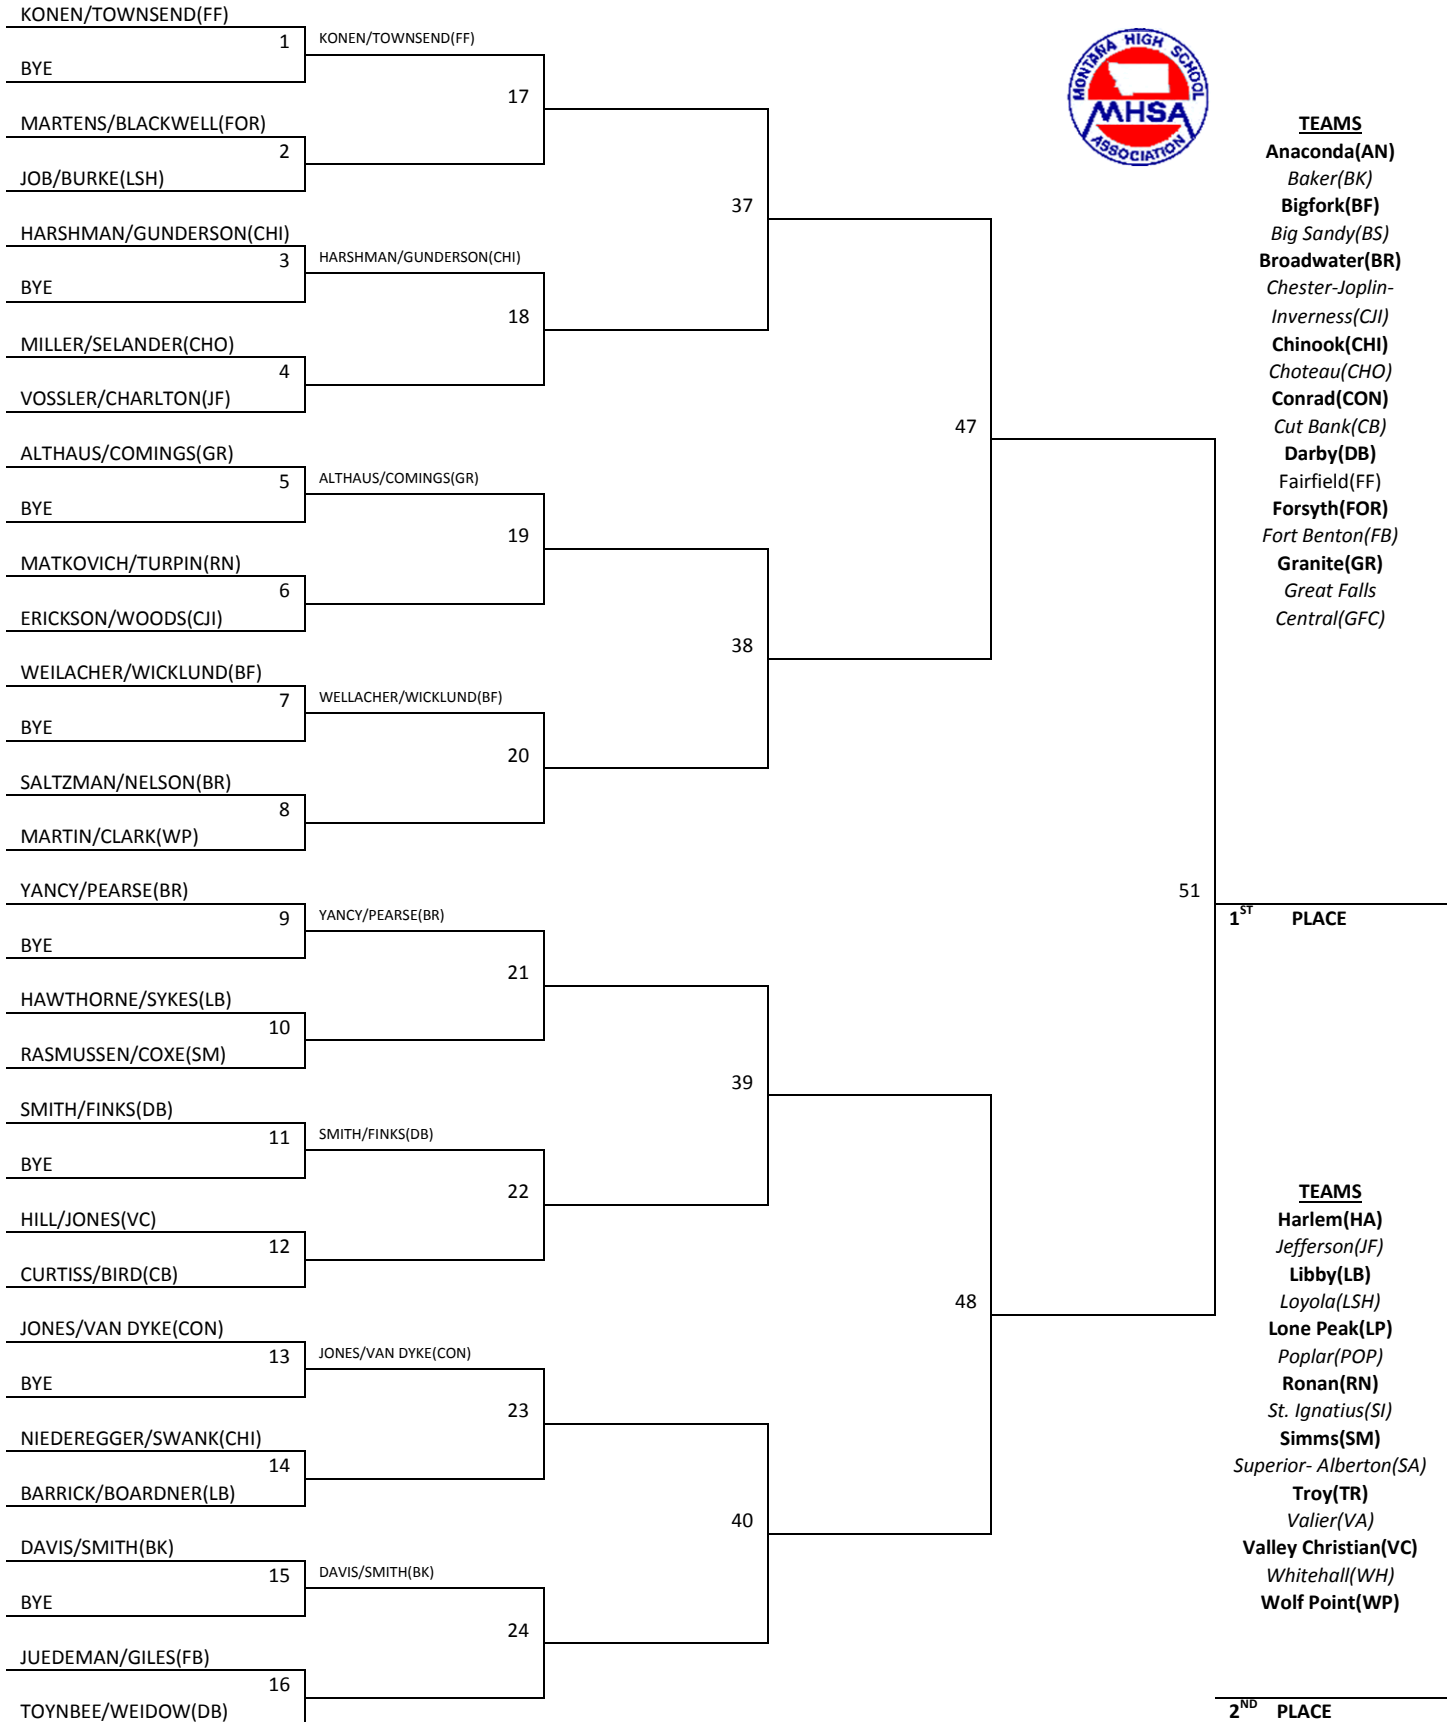 KONEN/TOWNSEND(FF)
1
KONEN/TOWNSEND(FF)
BYE
17
MARTENS/BLACKWELL(FOR)
2
JOB/BURKE(LSH)
37
HARSHMAN/GUNDERSON(CHI)
3
HARSHMAN/GUNDERSON(CHI)
BYE
18
MILLER/SELANDER(CHO)
4
VOSSLER/CHARLTON(JF)
47
ALTHAUS/COMINGS(GR)
5
ALTHAUS/COMINGS(GR)
BYE
19
MATKOVICH/TURPIN(RN)
6
ERICKSON/WOODS(CJI)
38
WEILACHER/WICKLUND(BF)
7
WELLACHER/WICKLUND(BF)
BYE
20
SALTZMAN/NELSON(BR)
8
MARTIN/CLARK(WP)
YANCY/PEARSE(BR)
51
9
YANCY/PEARSE(BR)
1ST PLACE
BYE
21
HAWTHORNE/SYKES(LB)
10
RASMUSSEN/COXE(SM)
39
SMITH/FINKS(DB)
11
SMITH/FINKS(DB)
BYE
22
HILL/JONES(VC)
12
CURTISS/BIRD(CB)
48
JONES/VAN DYKE(CON)
13
JONES/VAN DYKE(CON)
BYE
23
NIEDEREGGER/SWANK(CHI)
14
BARRICK/BOARDNER(LB)
40
DAVIS/SMITH(BK)
15
DAVIS/SMITH(BK)
BYE
24
JUEDEMAN/GILES(FB)
16
TOYNBEE/WEIDOW(DB)
2ND PLACE
MONTANA HIGH SCHOOL
MHSA
ASSOCIATION
TEAMS
Anaconda(AN)
Baker(BK)
Bigfork(BF)
Big Sandy(BS)
Broadwater(BR)
Chester-Joplin-
Inverness(CJI)
Chinook(CHI)
Choteau(CHO)
Conrad(CON)
Cut Bank(CB)
Darby(DB)
Fairfield(FF)
Forsyth(FOR)
Fort Benton(FB)
Granite(GR)
Great Falls
Central(GFC)
TEAMS
Harlem(HA)
Jefferson(JF)
Libby(LB)
Loyola(LSH)
Lone Peak(LP)
Poplar(POP)
Ronan(RN)
St. Ignatius(SI)
Simms(SM)
Superior- Alberton(SA)
Troy(TR)
Valier(VA)
Valley Christian(VC)
Whitehall(WH)
Wolf Point(WP)